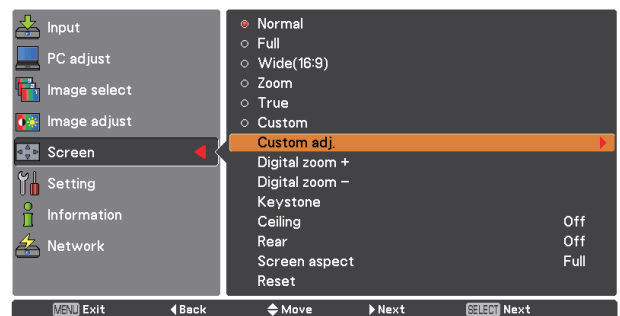 Input
PC adjust
Image select
Image adjust
Screen
Setting
Information
Network
Normal
Full
Wide(16:9)
Zoom
True
Custom
Custom adj.
Digital zoom +
Digital zoom –
Keystone
Ceiling Off
Rear Off
Screen aspect Full
Reset
MENU Exit Back Move Next SELECT Next